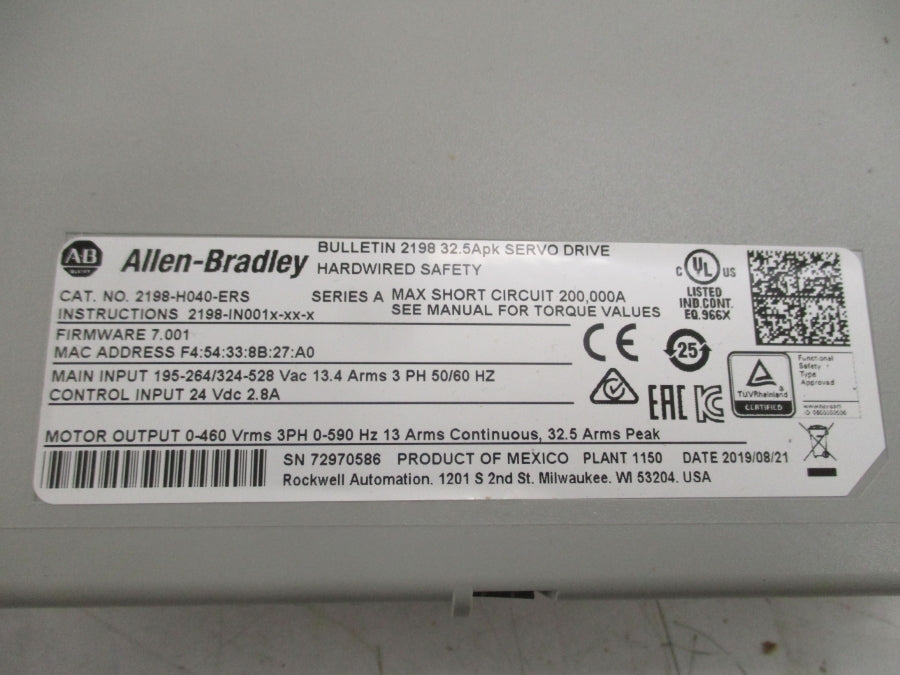 AB
Allen-Bradley
BULLETIN 2198 32.5Apk SERVO DRIVE
HARDWIRED SAFETY
CAT. NO. 2198-H040-ERS
SERIES A
MAX SHORT CIRCUIT 200,000A
INSTRUCTIONS 2198-IN001x-xx-x
SEE MANUAL FOR TORQUE VALUES
FIRMWARE 7.001
MAC ADDRESS F4:54:33:8B:27:A0
MAIN INPUT 195-264/324-528 Vac 13.4 Arms 3 PH 50/60 HZ
CONTROL INPUT 24 Vdc 2.8A
C UL US
LISTED
IND.CONT.
EQ.966X
CE
25
EAC
KC
TÜVRheinland
CERTIFIED
Functional
Safety
Type
Approved
MOTOR OUTPUT 0-460 Vrms 3PH 0-590 Hz 13 Arms Continuous, 32.5 Arms Peak
SN 72970586 PRODUCT OF MEXICO PLANT 1150 DATE 2019/08/21
Rockwell Automation. 1201 S 2nd St. Milwaukee. WI 53204. USA